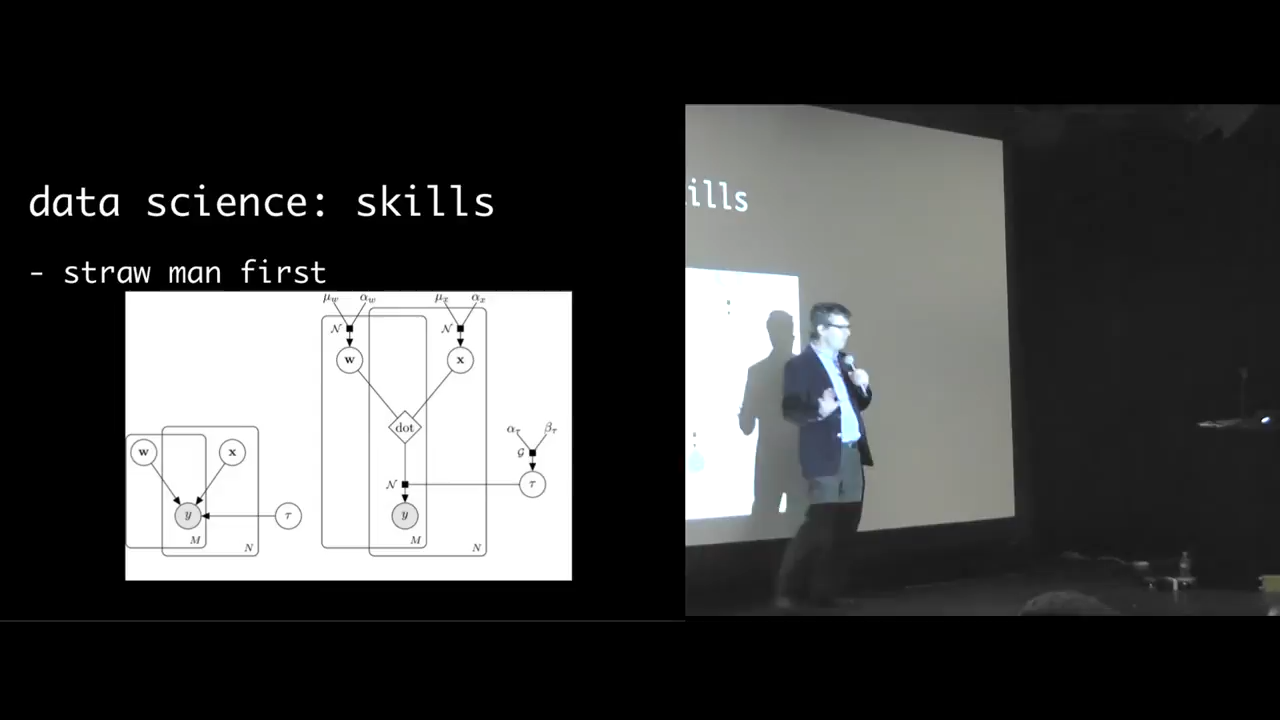 data science: skills
- straw man first
μw αw μx αx
𝒩 𝒩
w x
dot
ατ βτ
𝒢
w x
𝒩 τ
y τ y
M N M N
ills